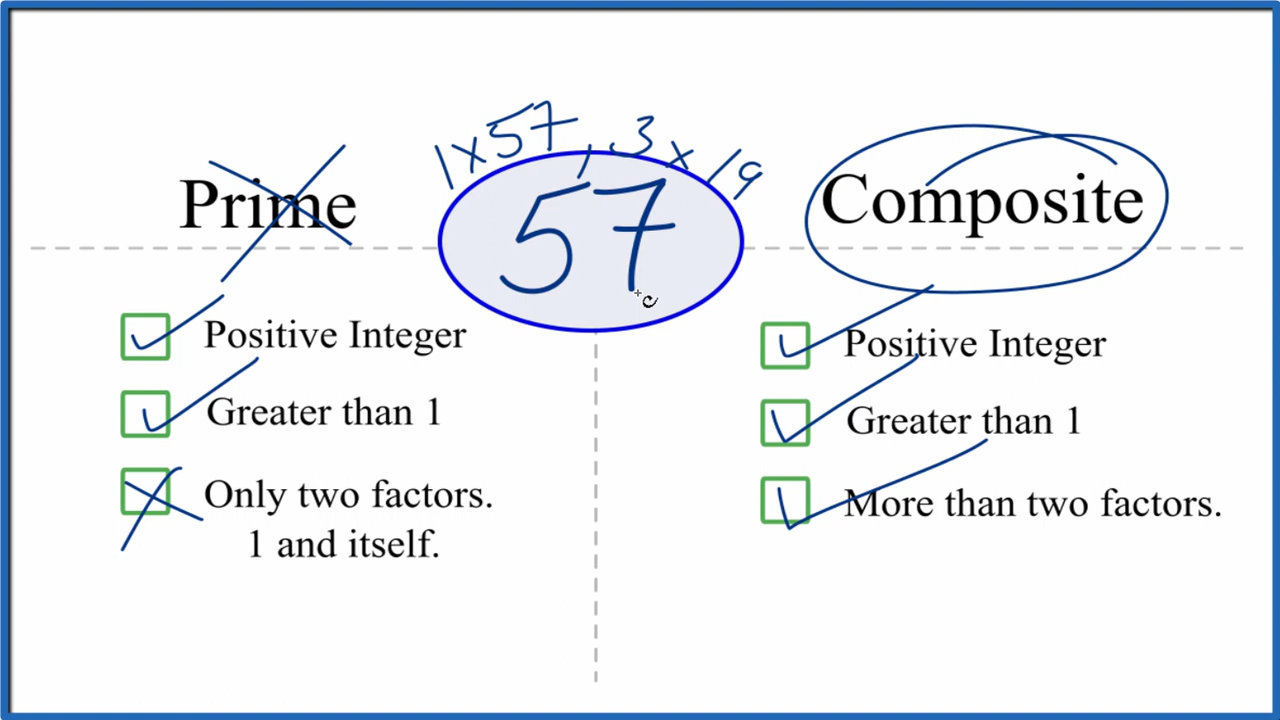 1x57, 3x19
Prime
57
Composite
Positive Integer
Greater than 1
Only two factors.
1 and itself.
Positive Integer
Greater than 1
More than two factors.